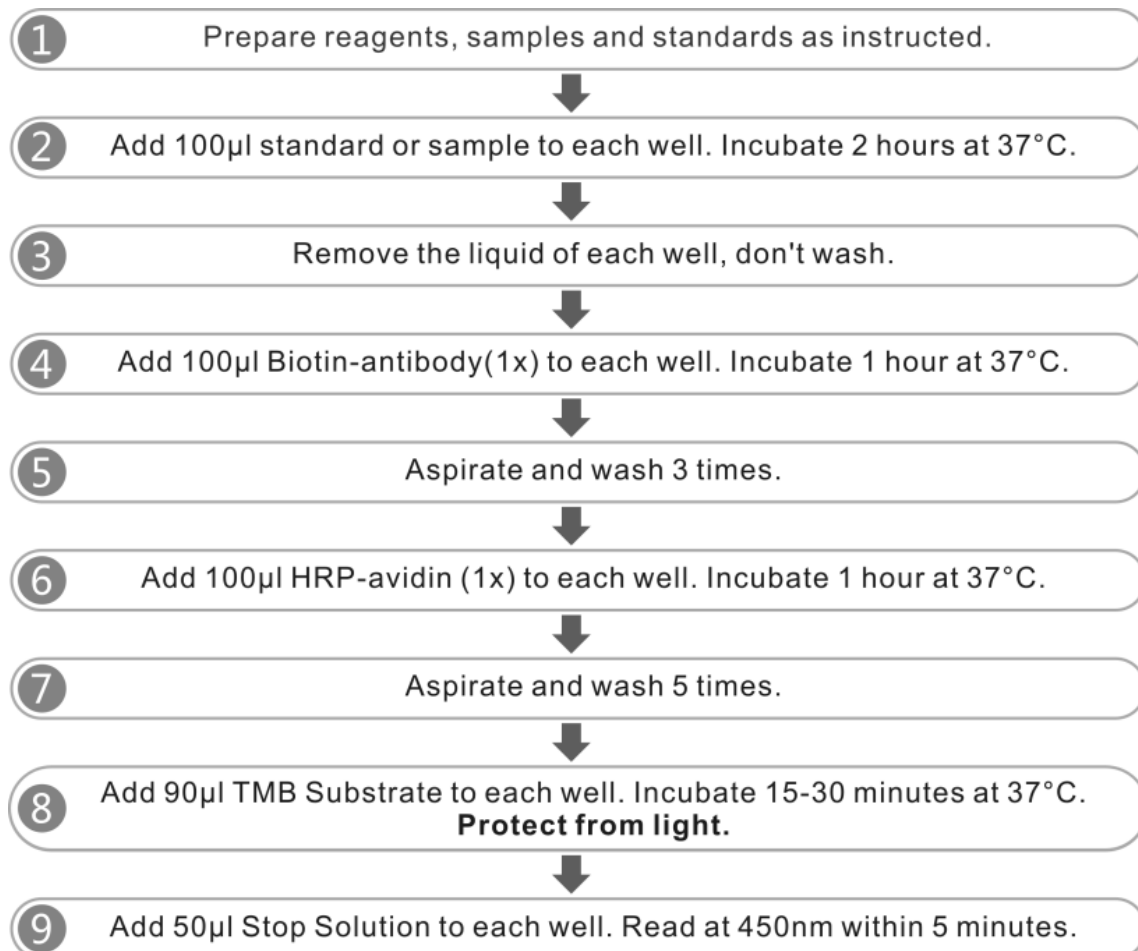 1 Prepare reagents, samples and standards as instructed.
2 Add 100µl standard or sample to each well. Incubate 2 hours at 37°C.
3 Remove the liquid of each well, don't wash.
4 Add 100µl Biotin-antibody(1x) to each well. Incubate 1 hour at 37°C.
5 Aspirate and wash 3 times.
6 Add 100µl HRP-avidin (1x) to each well. Incubate 1 hour at 37°C.
7 Aspirate and wash 5 times.
8 Add 90µl TMB Substrate to each well. Incubate 15-30 minutes at 37°C.
Protect from light.
9 Add 50µl Stop Solution to each well. Read at 450nm within 5 minutes.